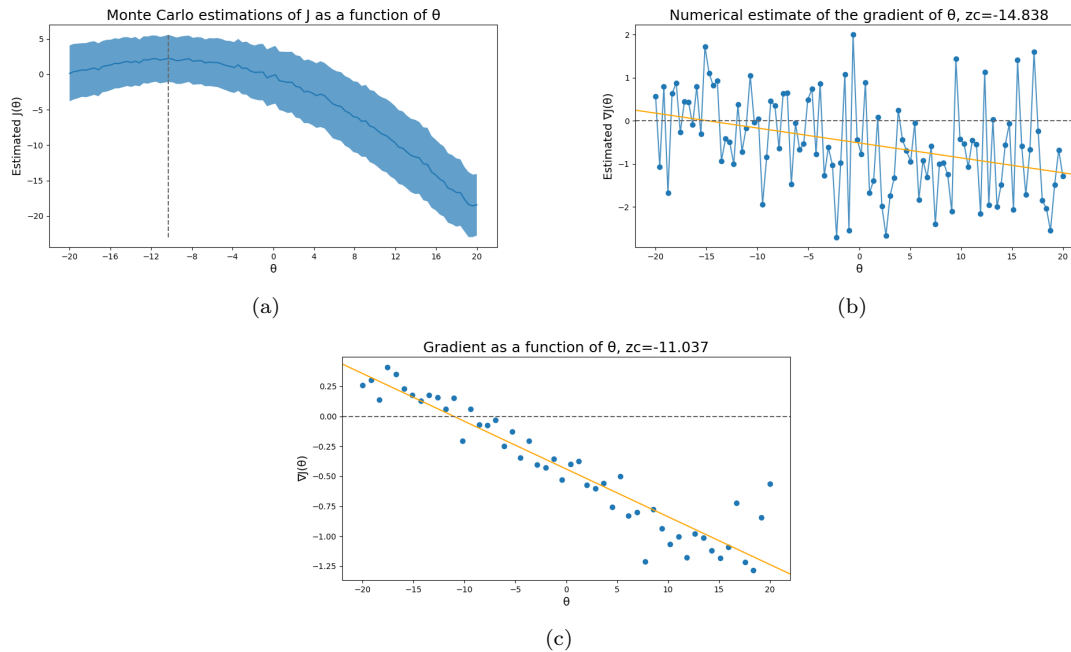 Monte Carlo estimations of J as a function of θ
Estimated J(θ)
5
0
−5
−10
−15
−20
−20 −16 −12 −8 −4 0 4 8 12 16 20
θ
(a)
Numerical estimate of the gradient of θ, zc=-14.838
Estimated ∇J(θ)
2
1
0
−1
−2
−20 −15 −10 −5 0 5 10 15 20
θ
(b)
Gradient as a function of θ, zc=-11.037
∇J(θ)
0.25
0.00
−0.25
−0.50
−0.75
−1.00
−1.25
−20 −15 −10 −5 0 5 10 15 20
θ
(c)